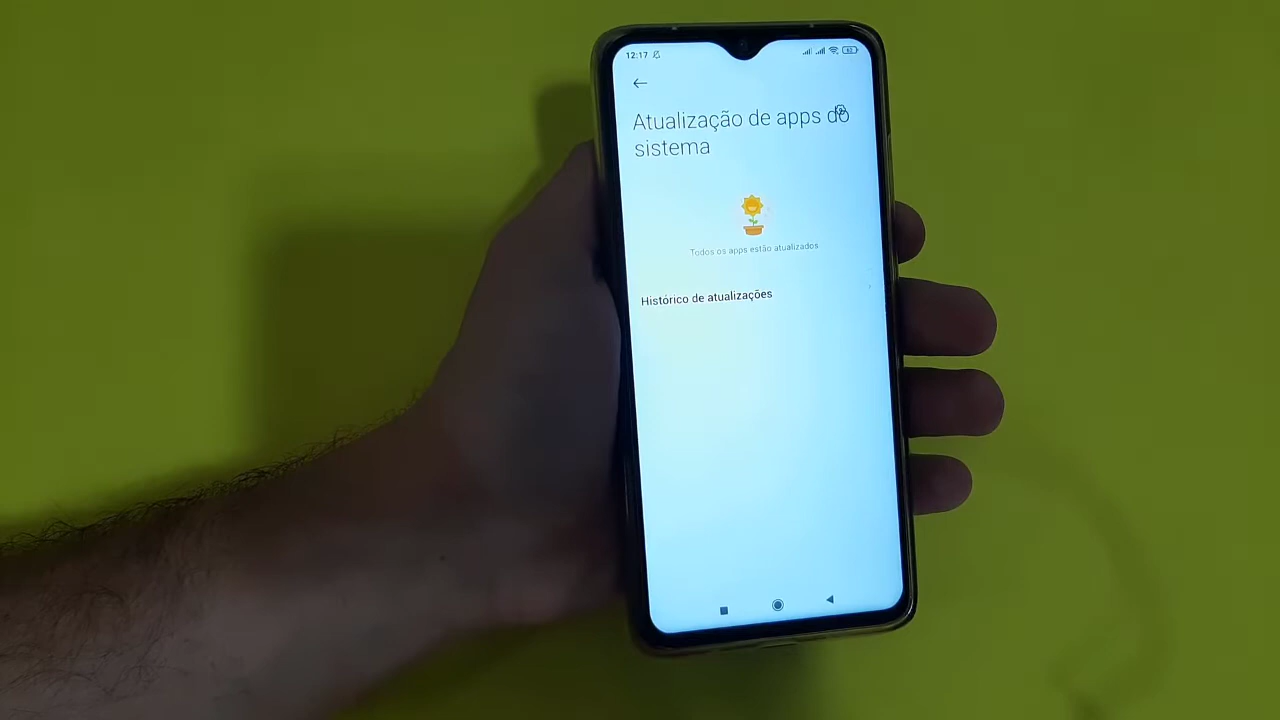 12:17
Atualização de apps do
sistema
Todos os apps estão atualizados
Histórico de atualizações